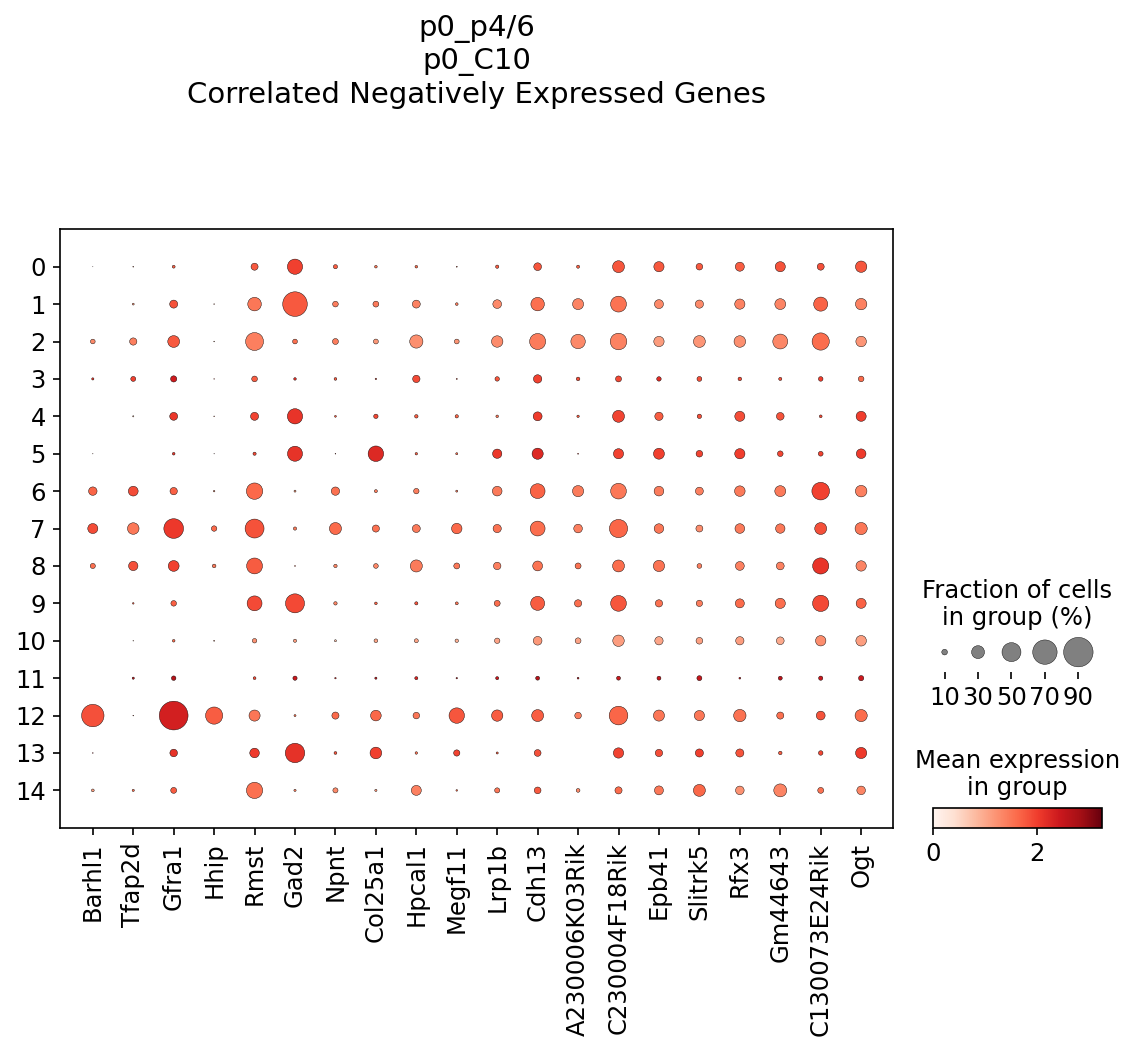 p0_p4/6
p0_C10
Correlated Negatively Expressed Genes
0
1
2
3
4
5
6
7
8
9
10
11
12
13
14
Barhl1
Tfap2d
Gfra1
Hhip
Rmst
Gad2
Npnt
Col25a1
Hpcal1
Megf11
Lrp1b
Cdh13
A230006K03Rik
C230004F18Rik
Epb41
Slitrk5
Rfx3
Gm44643
C130073E24Rik
Ogt
Fraction of cells
in group (%)
10 30 50 70 90
Mean expression
in group
0 2